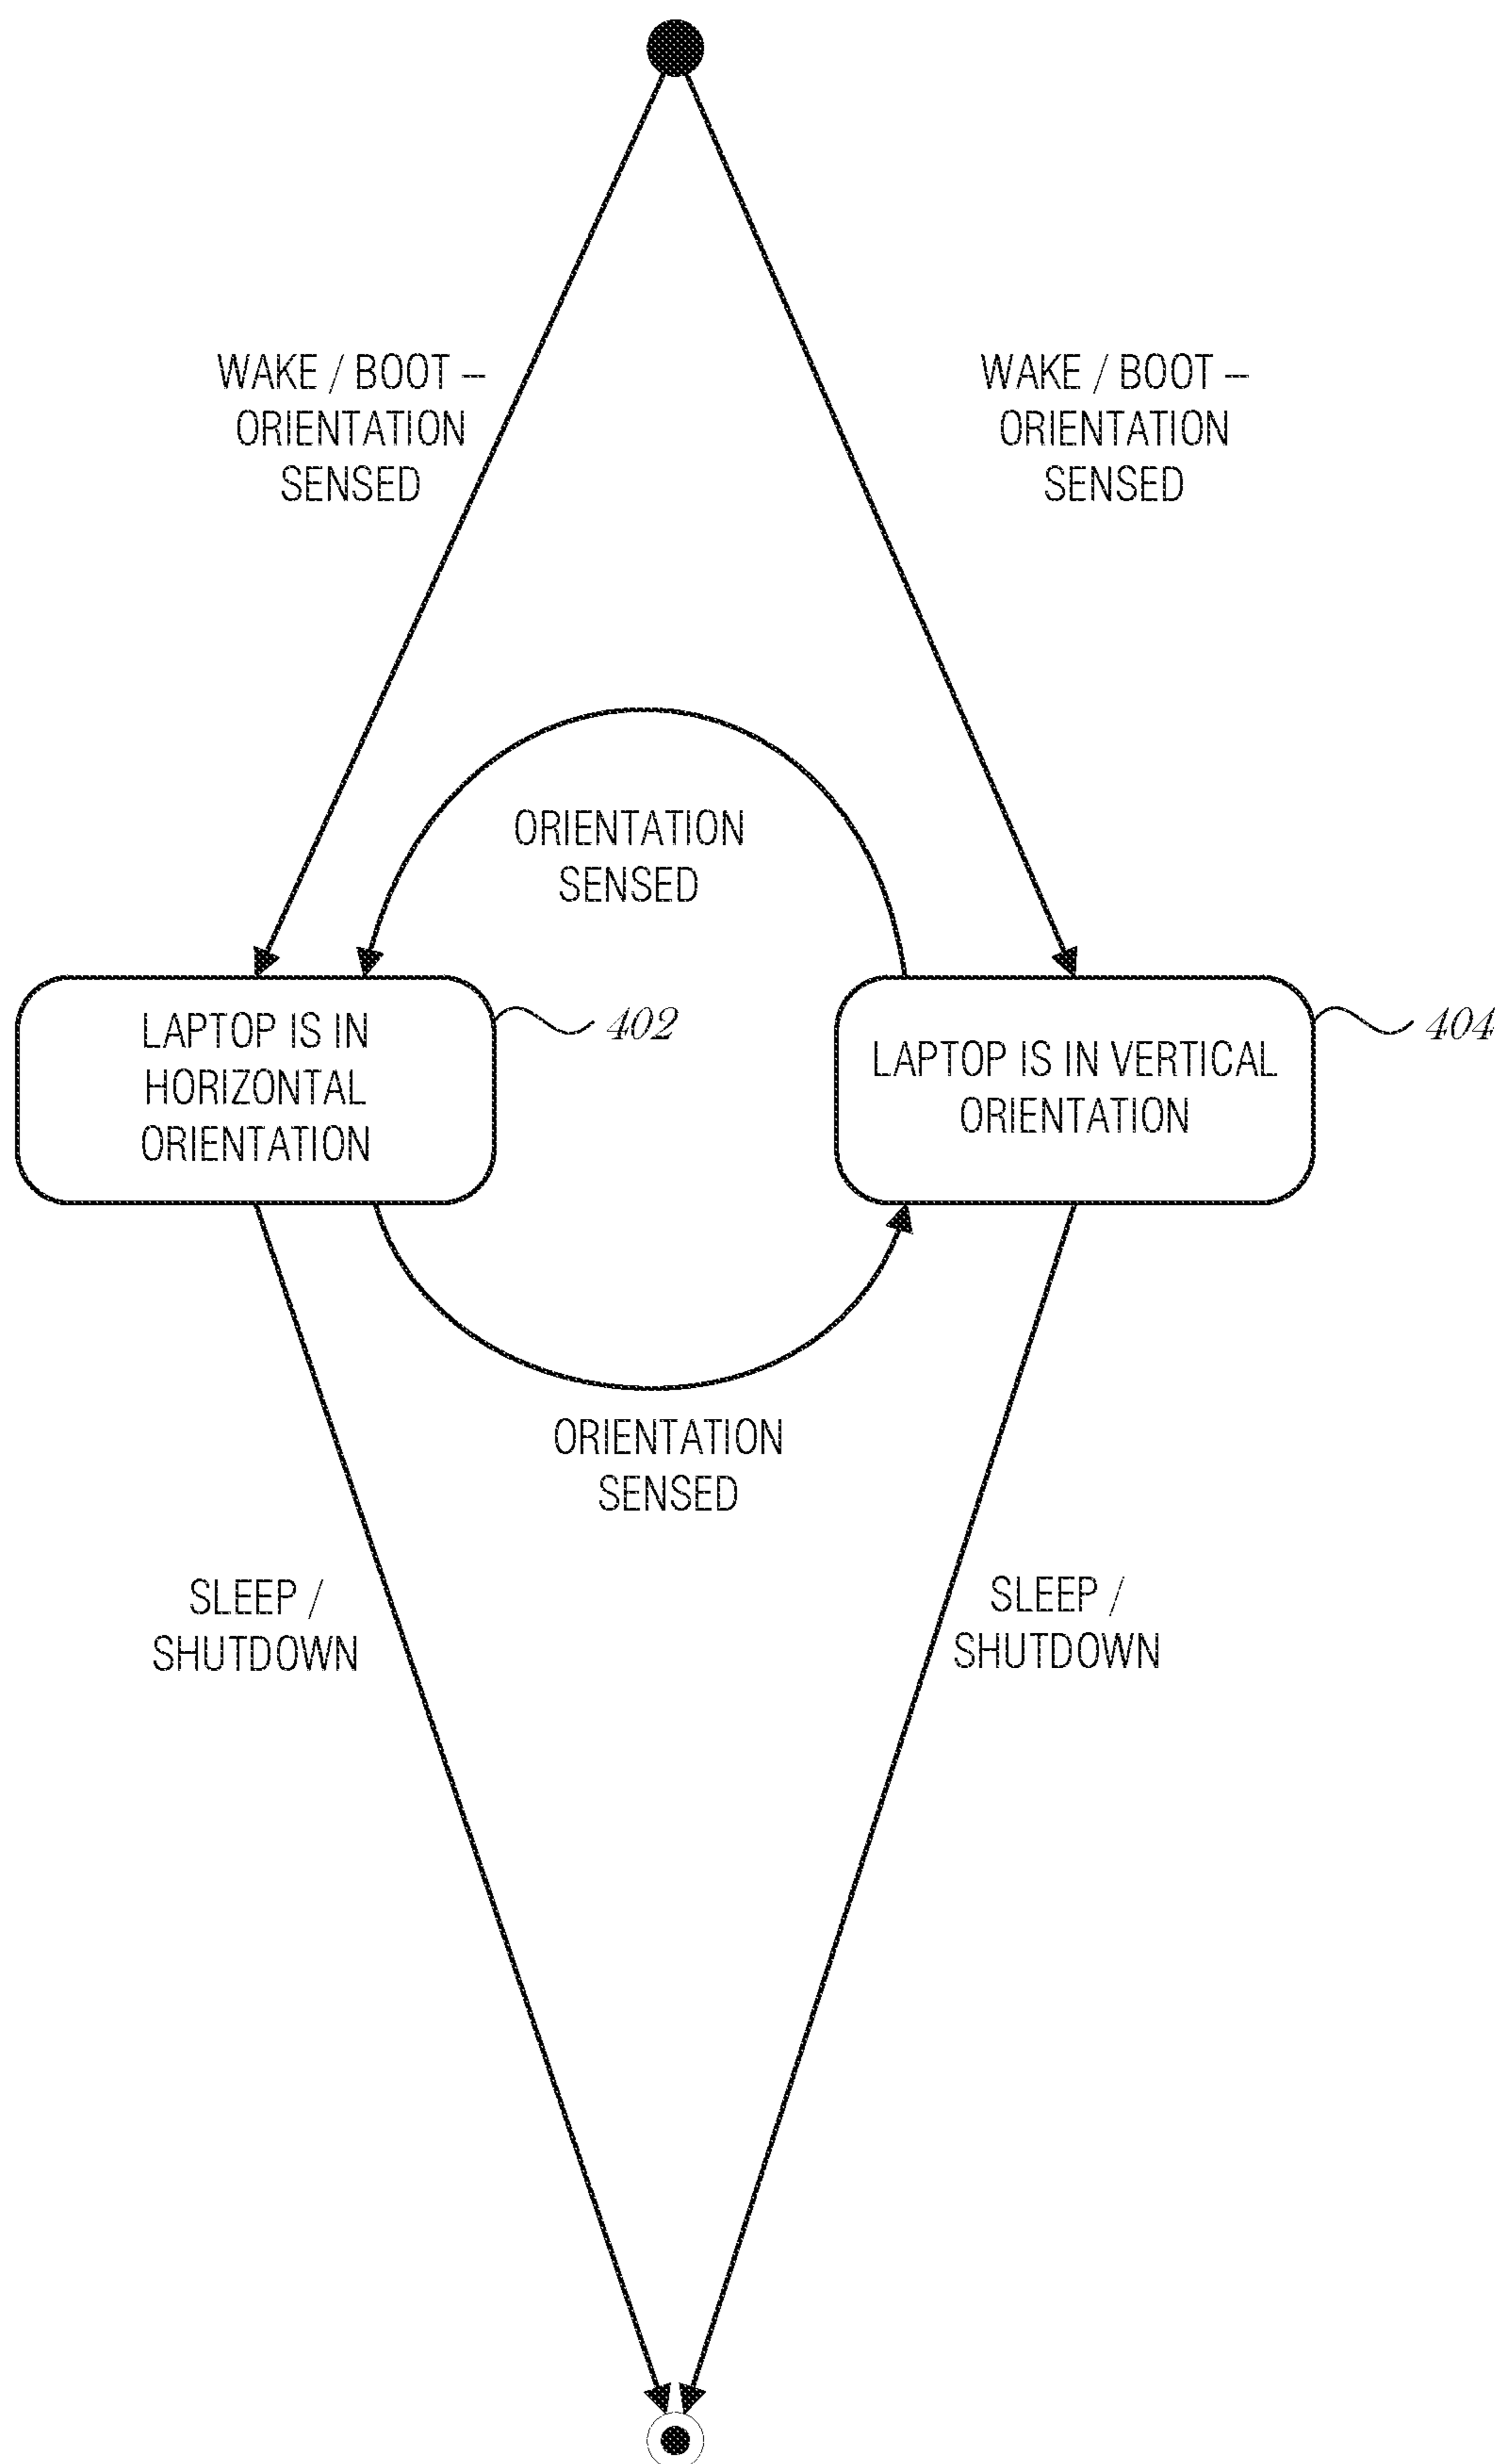 WAKE / BOOT –
ORIENTATION
SENSED
WAKE / BOOT –
ORIENTATION
SENSED
ORIENTATION
SENSED
LAPTOP IS IN
HORIZONTAL
ORIENTATION
402
LAPTOP IS IN VERTICAL
ORIENTATION
404
ORIENTATION
SENSED
SLEEP /
SHUTDOWN
SLEEP /
SHUTDOWN